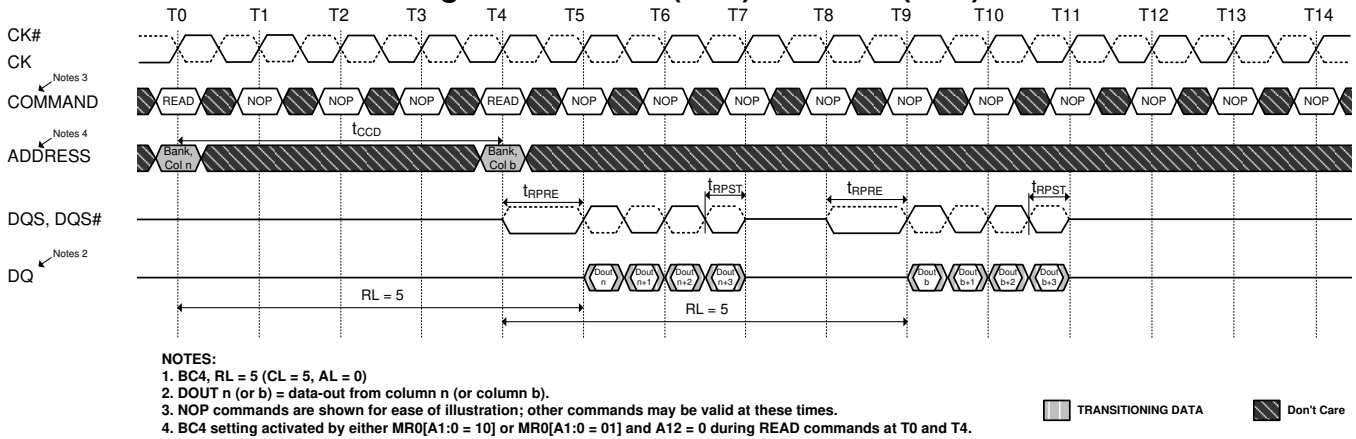 T0 T1 T2 T3 T4 T5 T6 T7 T8 T9 T10 T11 T12 T13 T14
CK#
CK
Notes 3
COMMAND READ NOP NOP NOP READ NOP NOP NOP NOP NOP NOP NOP NOP NOP NOP
tCCD
Notes 4
ADDRESS Bank, Col n Bank, Col b
tRPRE tRPST tRPRE tRPST
DQS, DQS#
Notes 2
DQ Dout n Dout n+1 Dout n+2 Dout n+3 Dout b Dout b+1 Dout b+2 Dout b+3
RL = 5
RL = 5
NOTES:
1. BC4, RL = 5 (CL = 5, AL = 0)
2. DOUT n (or b) = data-out from column n (or column b).
3. NOP commands are shown for ease of illustration; other commands may be valid at these times.
4. BC4 setting activated by either MR0[A1:0 = 10] or MR0[A1:0 = 01] and A12 = 0 during READ commands at T0 and T4.
TRANSITIONING DATA Don't Care